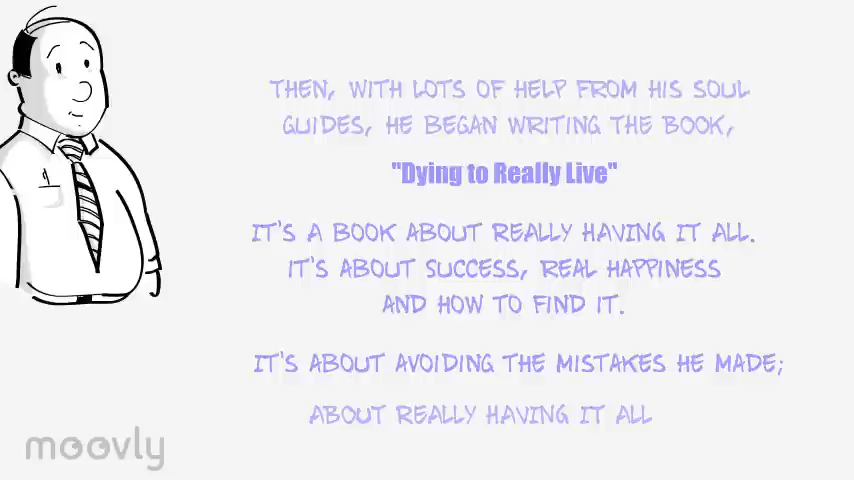 THEN, WITH LOTS OF HELP FROM HIS SOUL
GUIDES, HE BEGAN WRITING THE BOOK,
"Dying to Really Live"
IT'S A BOOK ABOUT REALLY HAVING IT ALL.
IT'S ABOUT SUCCESS, REAL HAPPINESS
AND HOW TO FIND IT.
IT'S ABOUT AVOIDING THE MISTAKES HE MADE;
ABOUT REALLY HAVING IT ALL
moovly